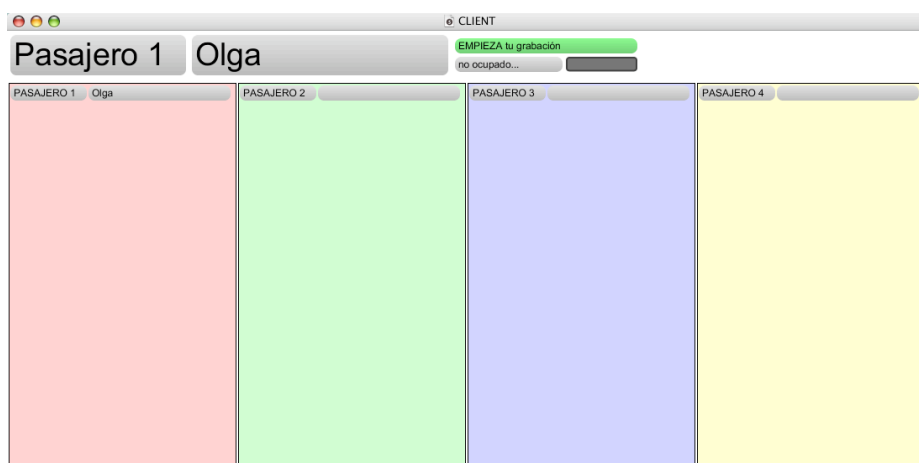 CLIENT
Pasajero 1 Olga
EMPIEZA tu grabación
no ocupado...
PASAJERO 1 Olga
PASAJERO 2
PASAJERO 3
PASAJERO 4